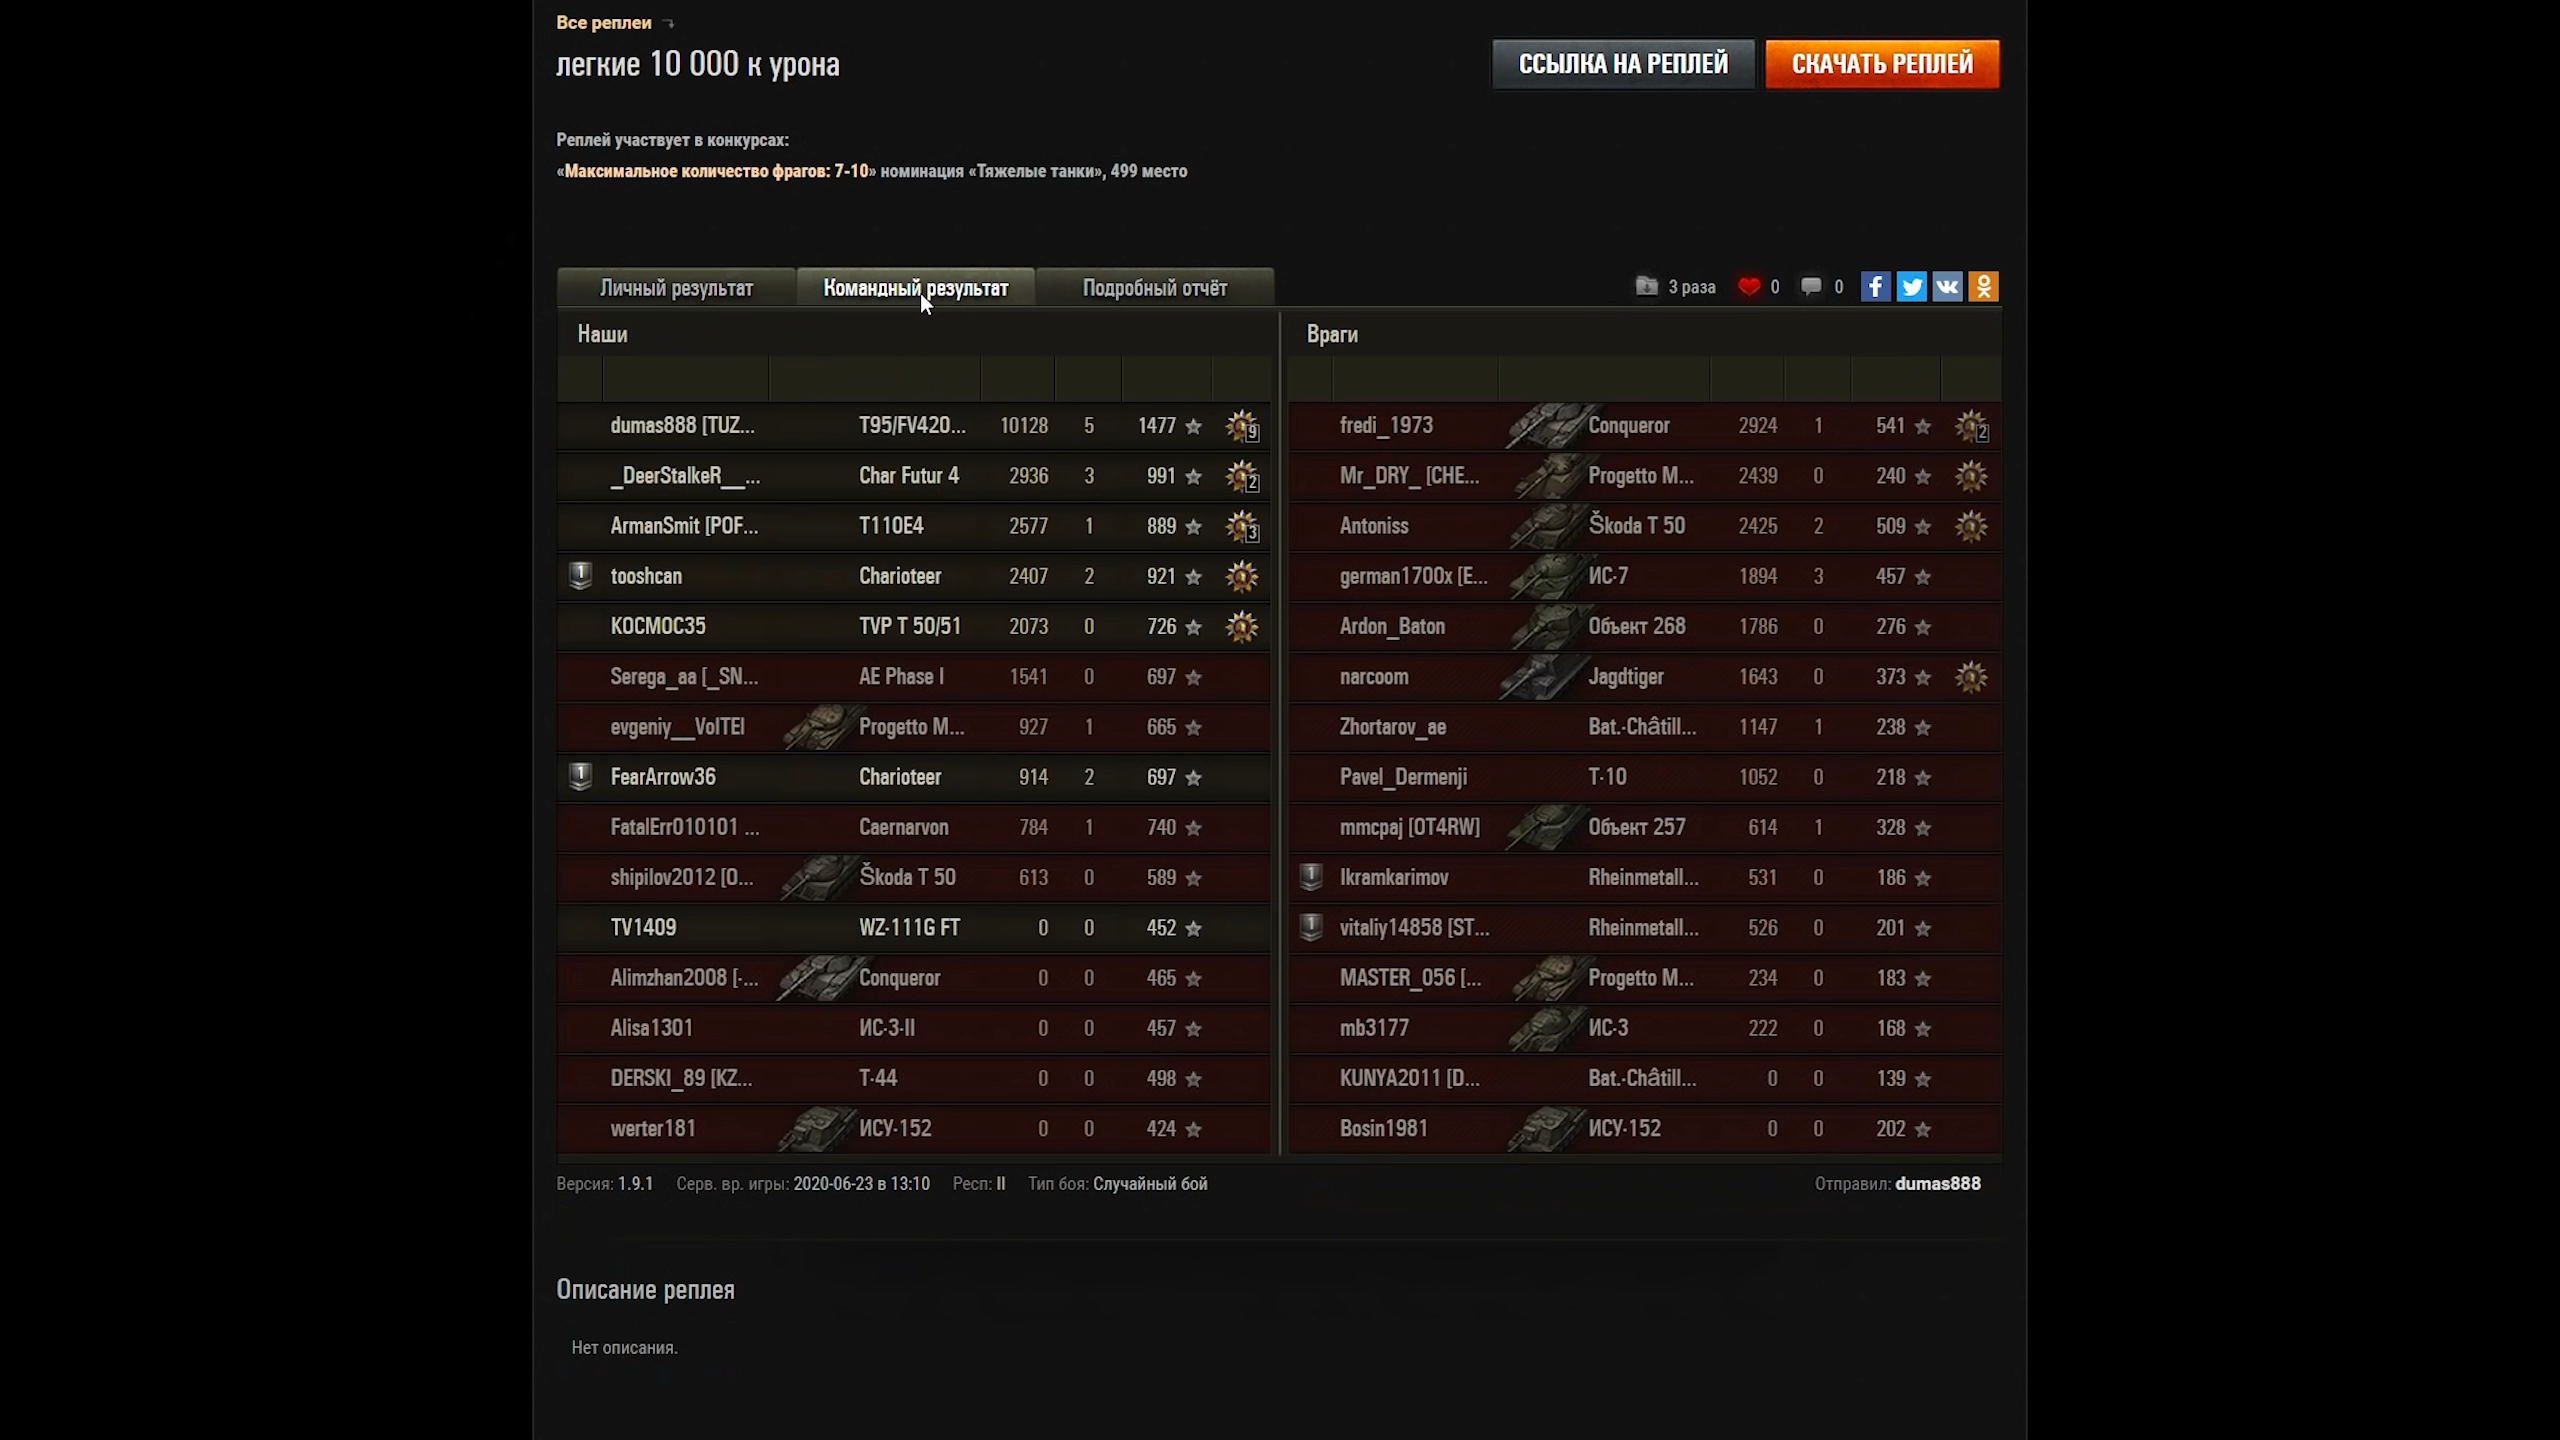 Все реплеи
легкие 10 000 к урона
ССЫЛКА НА РЕПЛЕЙ
СКАЧАТЬ РЕПЛЕЙ
Реплей участвует в конкурсах:
«Максимальное количество фрагов: 7-10» номинация «Тяжелые танки», 499 место
Личный результат
Командный результат
Подробный отчёт
3 раза 0 0
Наши
dumas888 [TUZ... T95/FV420... 10128 5 1477 9
_DeerStalkeR__... Char Futur 4 2936 3 991 2
ArmanSmit [POF... T110E4 2577 1 889 3
1 tooshcan Charioteer 2407 2 921
KOCMOC35 TVP T 50/51 2073 0 726
Serega_aa [_SN... AE Phase I 1541 0 697
evgeniy__VolTEl Progetto M... 927 1 665
1 FearArrow36 Charioteer 914 2 697
FatalErr010101 ... Caernarvon 784 1 740
shipilov2012 [O... Škoda T 50 613 0 589
TV1409 WZ-111G FT 0 0 452
Alimzhan2008 [-... Conqueror 0 0 465
Alisa1301 ИС-3-II 0 0 457
DERSKI_89 [KZ... Т-44 0 0 498
werter181 ИСУ-152 0 0 424
Враги
fredi_1973 Conqueror 2924 1 541 2
Mr_DRY_ [CHE... Progetto M... 2439 0 240
Antoniss Škoda T 50 2425 2 509
german1700x [E... ИС-7 1894 3 457
Ardon_Baton Объект 268 1786 0 276
narcoom Jagdtiger 1643 0 373
Zhortarov_ae Bat.-Châtill... 1147 1 238
Pavel_Dermenji Т-10 1052 0 218
mmcpaj [OT4RW] Объект 257 614 1 328
1 Ikramkarimov Rheinmetall... 531 0 186
1 vitaliy14858 [ST... Rheinmetall... 526 0 201
MASTER_056 [... Progetto M... 234 0 183
mb3177 ИС-3 222 0 168
KUNYA2011 [D... Bat.-Châtill... 0 0 139
Bosin1981 ИСУ-152 0 0 202
Версия: 1.9.1 Серв. вр. игры: 2020-06-23 в 13:10 Респ: II Тип боя: Случайный бой
Отправил: dumas888
Описание реплея
Нет описания.